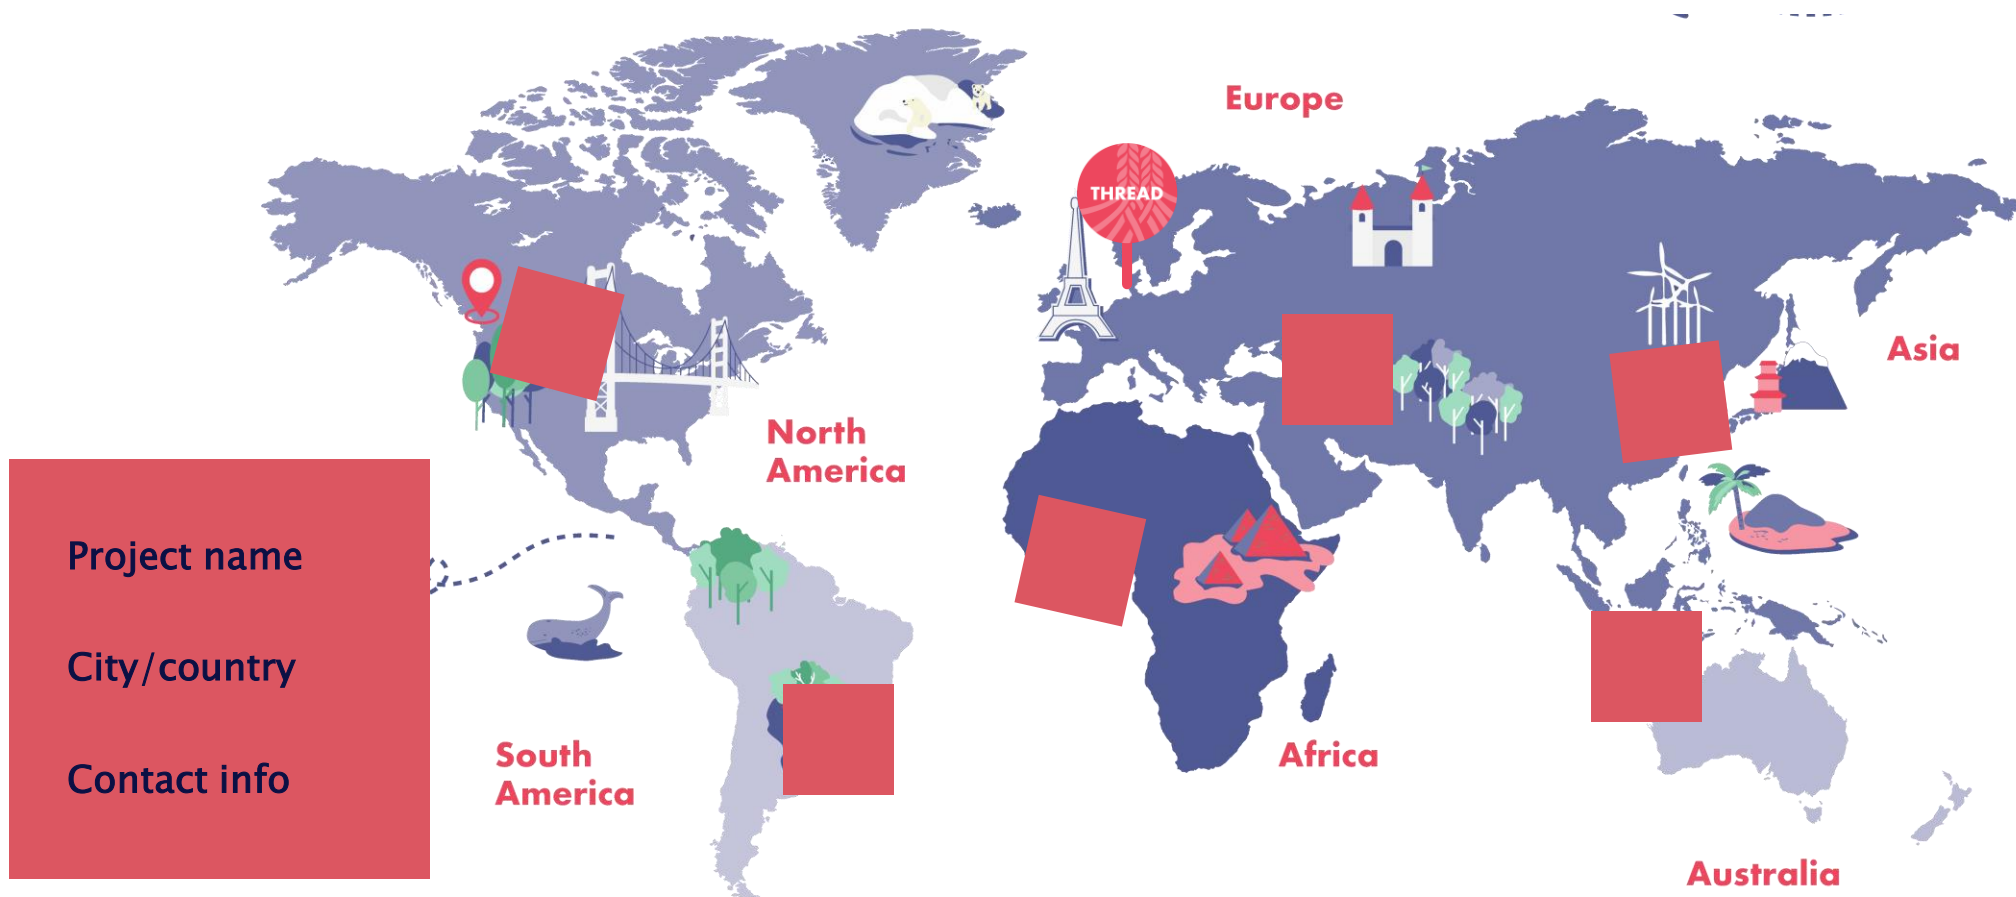 Europe
THREAD
Asia
North
America
Project name
City/country
Contact info
South
America
Africa
Australia